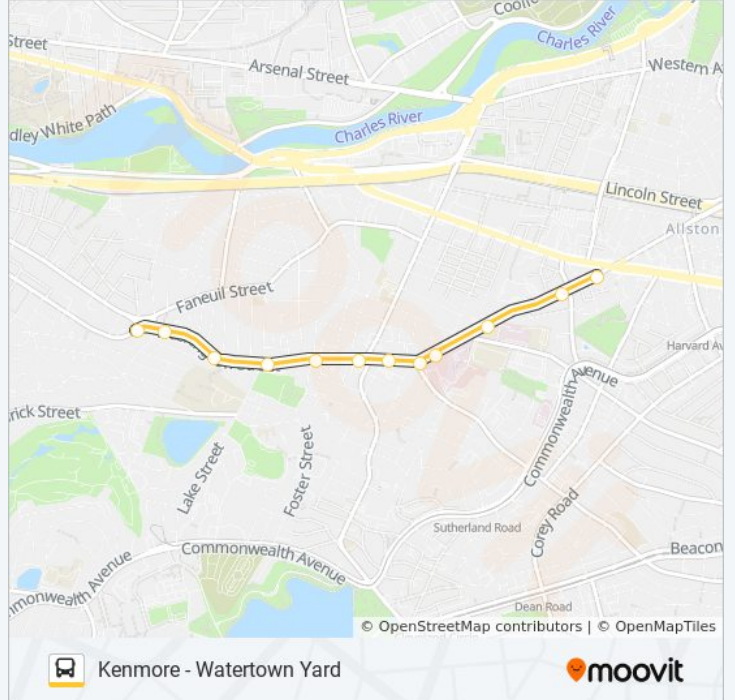 Coolid
Charles River
Street
Arsenal Street
Western A
dley White Path
Charles River
Lincoln Street
Allston
Faneuil Street
Harvard Av
Commonwealth Avenue
rick Street
Lake Street
Foster Street
Corey Road
Sutherland Road
Commonwealth Avenue
Beacon
mmonwealth Avenue
Dean Road
© OpenStreetMap contributors | © OpenMapTiles
Kenmore - Watertown Yard
moovit